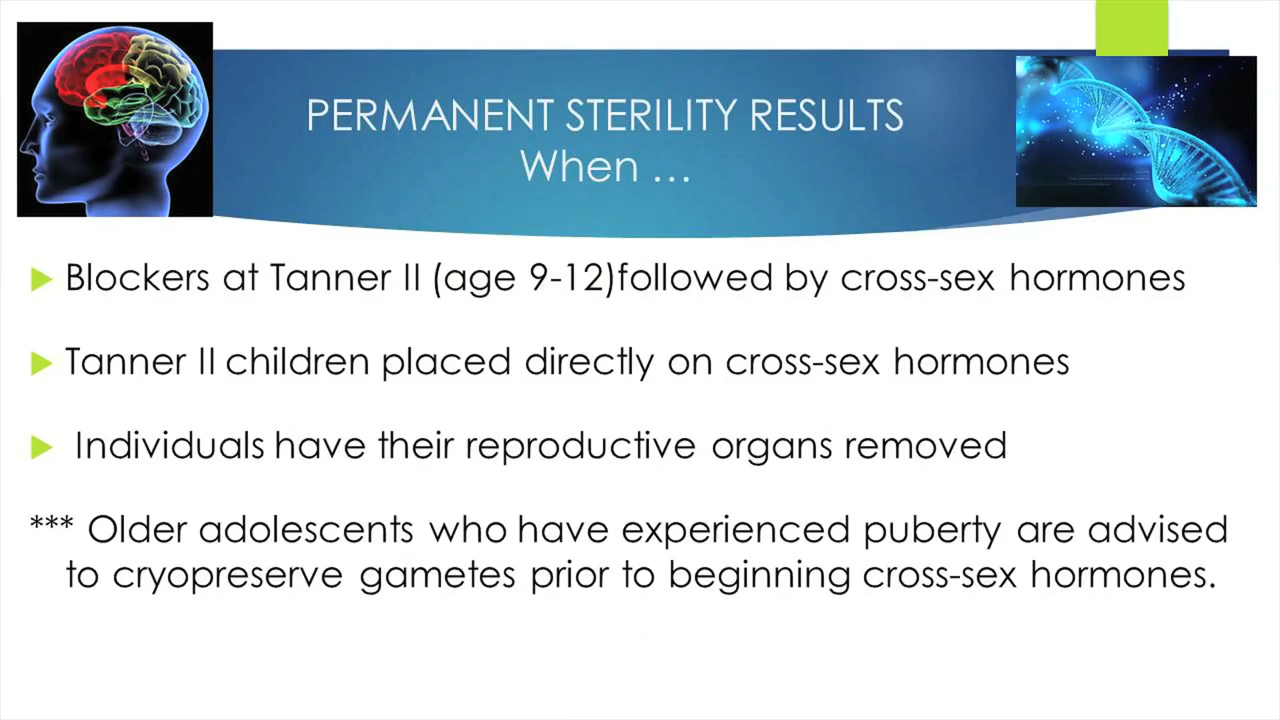 PERMANENT STERILITY RESULTS
When …
Blockers at Tanner II (age 9-12)followed by cross-sex hormones
Tanner II children placed directly on cross-sex hormones
Individuals have their reproductive organs removed
*** Older adolescents who have experienced puberty are advised
to cryopreserve gametes prior to beginning cross-sex hormones.